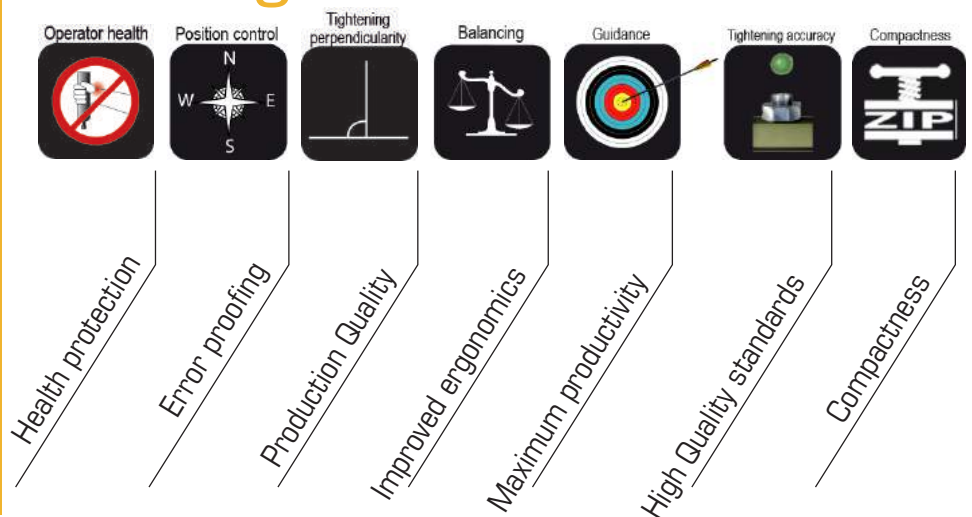 Operator health
Position control
Tightening
perpendicularity
Balancing
Guidance
Tightening accuracy
Compactness
N
W E
S
ZIP
Health protection
Error proofing
Production Quality
Improved ergonomics
Maximum productivity
High Quality standards
Compactness